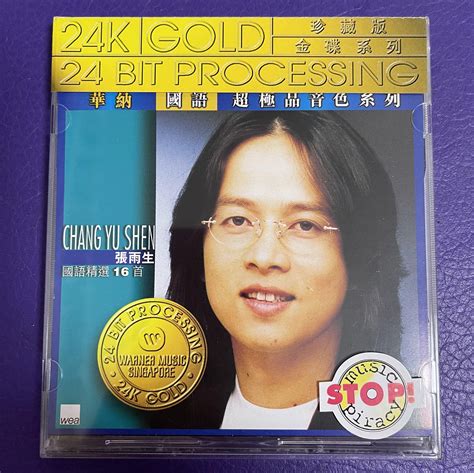 24K GOLD 珍藏版
金碟系列
24 BIT PROCESSING
華納 國語 超極品音色系列
CHANG YU SHEN
張雨生
國語精選 16 首
24 BIT PROCESSING
WARNER MUSIC
SINGAPORE
24K GOLD
music
STOP!
piracy
wea